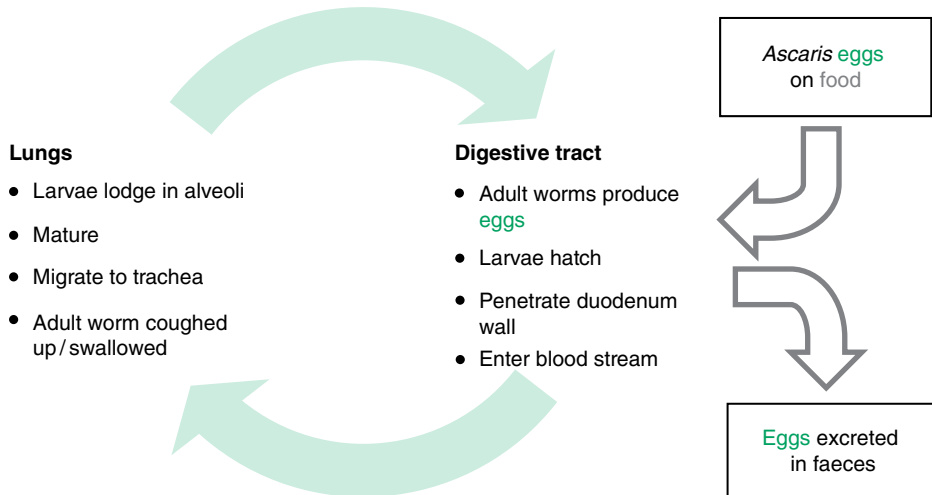 Ascaris eggs
on food
Lungs
• Larvae lodge in alveoli
• Mature
• Migrate to trachea
• Adult worm coughed
up/swallowed
Digestive tract
• Adult worms produce
eggs
• Larvae hatch
• Penetrate duodenum
wall
• Enter blood stream
Eggs excreted
in faeces